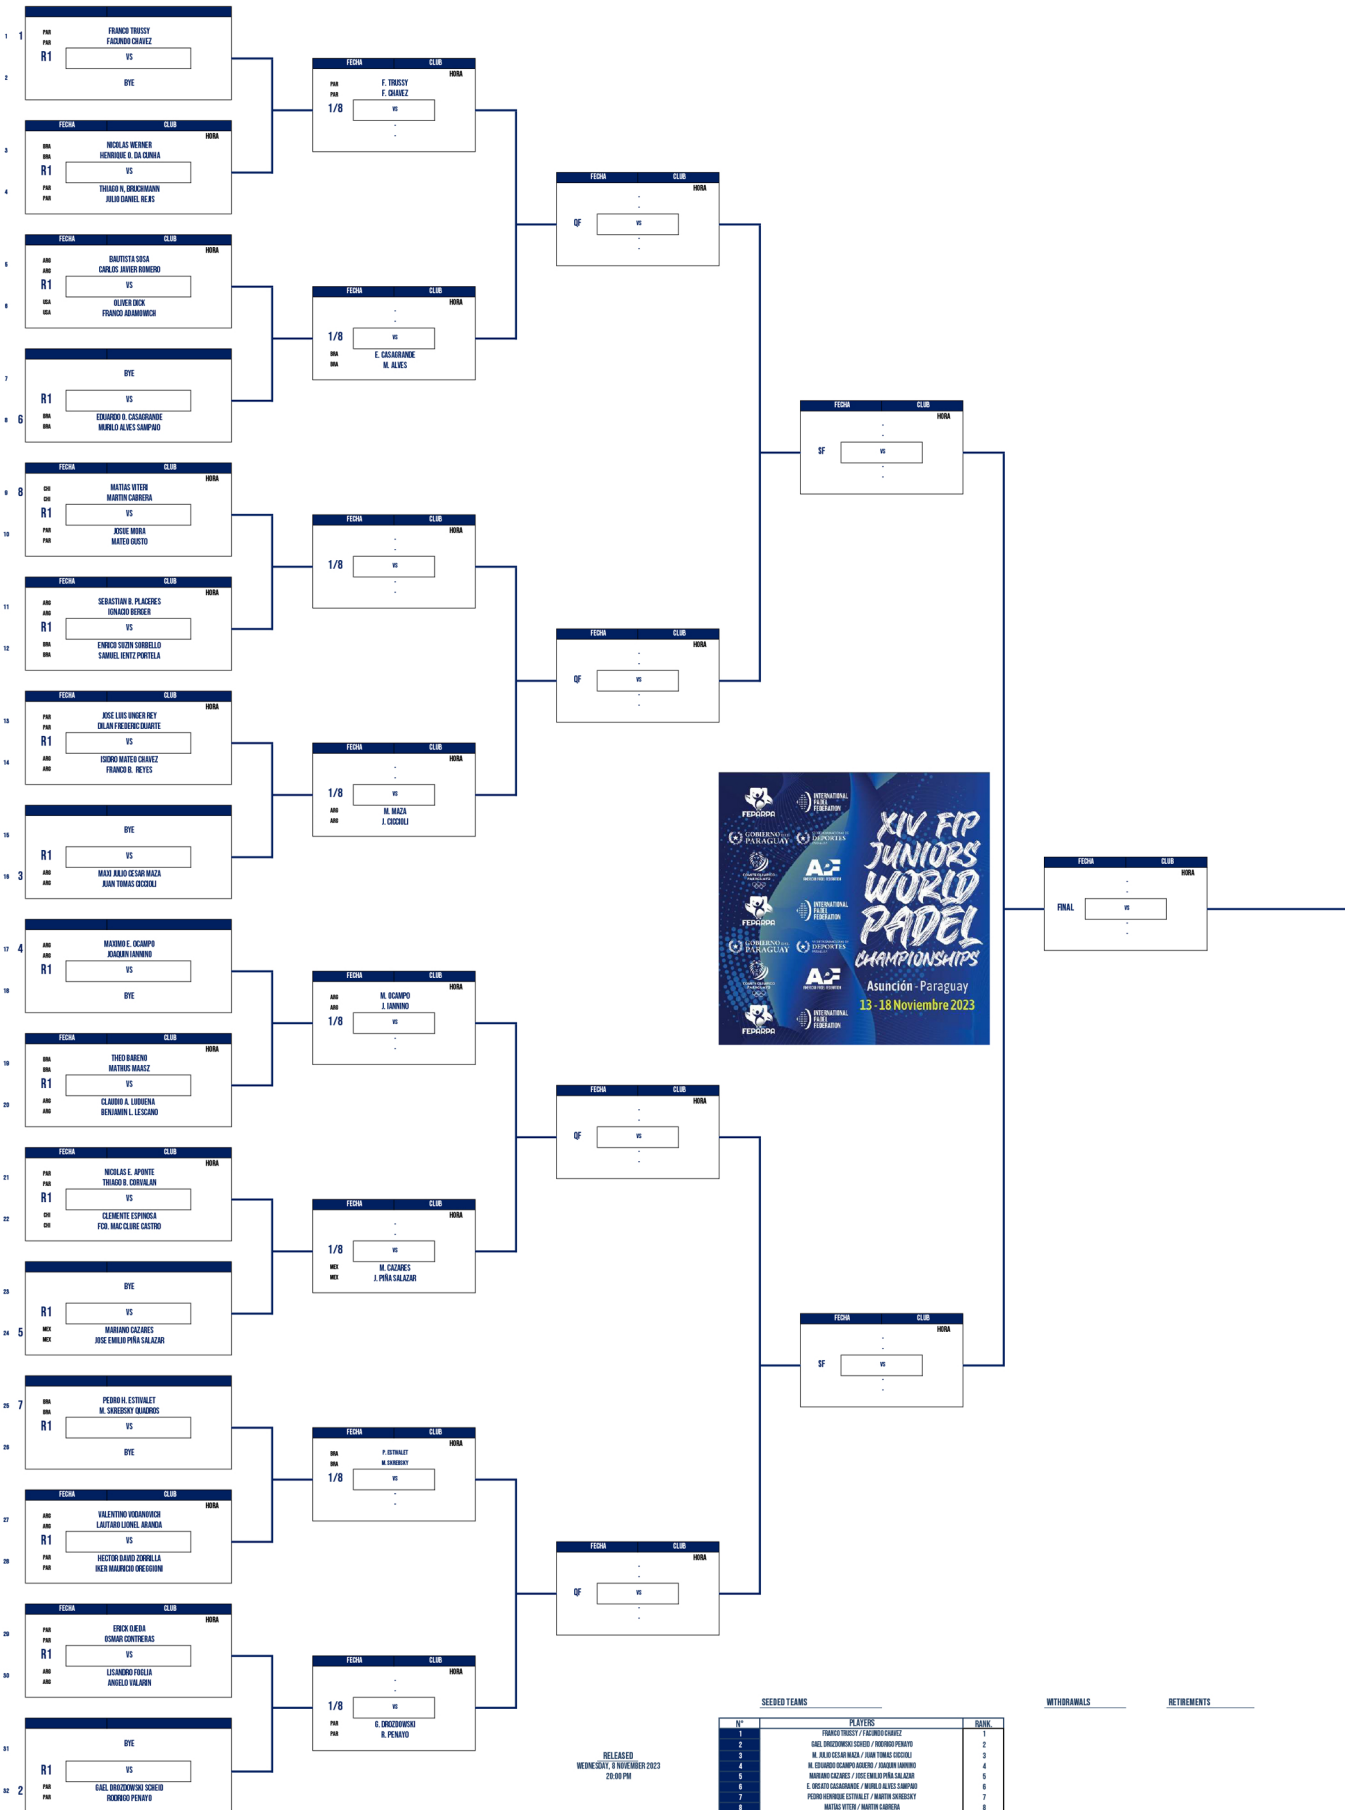 1 1
PAR FRANCO TRUSSY
PAR FACUNDO CHAVEZ
R1 VS
2 BYE
FECHA CLUB
HORA
3 BRA NICOLAS WERNER
BRA HENRIQUE O. DA CUNHA
R1 VS
4 PAR THIAGO N, BRUCHMANN
PAR JULIO DANIEL REJIS
FECHA CLUB
HORA
5 ARG BAUTISTA SOSA
ARG CARLOS JAVIER ROMERO
R1 VS
6 USA OLIVER DICK
USA FRANCO ADAMOWICH
7 BYE
R1 VS
8 6 BRA EDUARDO O. CASAGRANDE
BRA MURILO ALVES SAMPAIO
FECHA CLUB
HORA
9 8 CHI MATIAS VITERI
CHI MARTIN CABRERA
R1 VS
10 PAR JOSUE MORA
PAR MATEO GUSTO
FECHA CLUB
HORA
11 ARG SEBASTIAN B. PLACERES
ARG IGNACIO BERGER
R1 VS
12 BRA ENRICO SUZIN SORBELLO
BRA SAMUEL IENTZ PORTELA
FECHA CLUB
HORA
13 PAR JOSE LUIS UNGER REY
PAR DILAN FREDERIC DUARTE
R1 VS
14 ARG ISIDRO MATEO CHAVEZ
ARG FRANCO B. REYES
15 BYE
R1 VS
16 3 ARG MAXI JULIO CESAR MAZA
ARG JUAN TOMAS CICCIOLI
17 4 ARG MAXIMO E. OCAMPO
ARG JOAQUIN IANNINO
R1 VS
18 BYE
FECHA CLUB
HORA
19 BRA THEO BARENO
BRA MATHUS MAASZ
R1 VS
20 ARG CLAUDIO A. LUDUENA
ARG BENJAMIN L. LESCANO
FECHA CLUB
HORA
21 PAR NICOLAS E. APONTE
PAR THIAGO B. CORVALAN
R1 VS
22 CHI CLEMENTE ESPINOSA
CHI FCO. MAC CLURE CASTRO
23 BYE
R1 VS
24 5 MEX MARIANO CAZARES
MEX JOSE EMILIO PIÑA SALAZAR
25 7 BRA PEDRO H. ESTIVALET
BRA M. SKREBSKY QUADROS
R1 VS
26 BYE
FECHA CLUB
HORA
27 ARG VALENTINO VODANOVICH
ARG LAUTARO LIONEL ARANDA
R1 VS
28 PAR HECTOR DAVID ZORRILLA
PAR IKER MAURICIO OREGGIONI
FECHA CLUB
HORA
29 PAR ERICK OJEDA
PAR OSMAR CONTRERAS
R1 VS
30 ARG LISANDRO FOGLIA
ARG ANGELO VALARIN
31 BYE
R1 VS
32 2 PAR GAEL DROZDOWSKI SCHEID
PAR RODRIGO PENAYO
FECHA CLUB
HORA
PAR F. TRUSSY
PAR F. CHAVEZ
1/8 VS
-
-
FECHA CLUB
HORA
-
-
1/8 VS
BRA E. CASAGRANDE
BRA M. ALVES
FECHA CLUB
HORA
-
-
1/8 VS
-
-
FECHA CLUB
HORA
-
-
1/8 VS
ARG M. MAZA
ARG J. CICCIOLI
FECHA CLUB
HORA
ARG M. OCAMPO
ARG J. IANNINO
1/8 VS
-
-
FECHA CLUB
HORA
-
-
1/8 VS
MEX M. CAZARES
MEX J. PIÑA SALAZAR
FECHA CLUB
HORA
BRA P. ESTIVALET
BRA M. SKREBSKY
1/8 VS
-
-
FECHA CLUB
HORA
-
-
1/8 VS
PAR G. DROZDOWSKI
PAR R. PENAYO
FECHA CLUB
HORA
-
-
QF VS
-
-
FECHA CLUB
HORA
-
-
QF VS
-
-
FECHA CLUB
HORA
-
-
QF VS
-
-
FECHA CLUB
HORA
-
-
QF VS
-
-
FECHA CLUB
HORA
-
-
SF VS
-
-
FECHA CLUB
HORA
-
-
SF VS
-
-
FECHA CLUB
HORA
-
-
FINAL VS
-
-
FEPARPA
INTERNATIONAL PADEL FEDERATION
GOBIERNO DEL PARAGUAY
DEPORTES
APF
FEPARPA
INTERNATIONAL PADEL FEDERATION
GOBIERNO DEL PARAGUAY
DEPORTES
APF
FEPARPA
INTERNATIONAL PADEL FEDERATION
XIV FIP
JUNIORS
WORLD
PADEL
CHAMPIONSHIPS
Asunción - Paraguay
13 - 18 Noviembre 2023
RELEASED
WEDNESDAY, 8 NOVEMBER 2023
20:00 PM
SEEDED TEAMS
WITHDRAWALS
RETIREMENTS
N° PLAYERS RANK.
1 FRANCO TRUSSY / FACUNDO CHAVEZ 1
2 GAEL DROZDOWSKI SCHEID / RODRIGO PENAYO 2
3 M. JULIO CESAR MAZA / JUAN TOMAS CICCIOLI 3
4 M. EDUARDO OCAMPO AGUERO / JOAQUIN IANNINO 4
5 MARIANO CAZARES / JOSE EMILIO PIÑA SALAZAR 5
6 E. ORSATO CASAGRANDE / MURILO ALVES SAMPAIO 6
7 PEDRO HENRIQUE ESTIVALET / MARTIN SKREBSKY 7
8 MATÍAS VITERI / MARTIN CABRERA 8